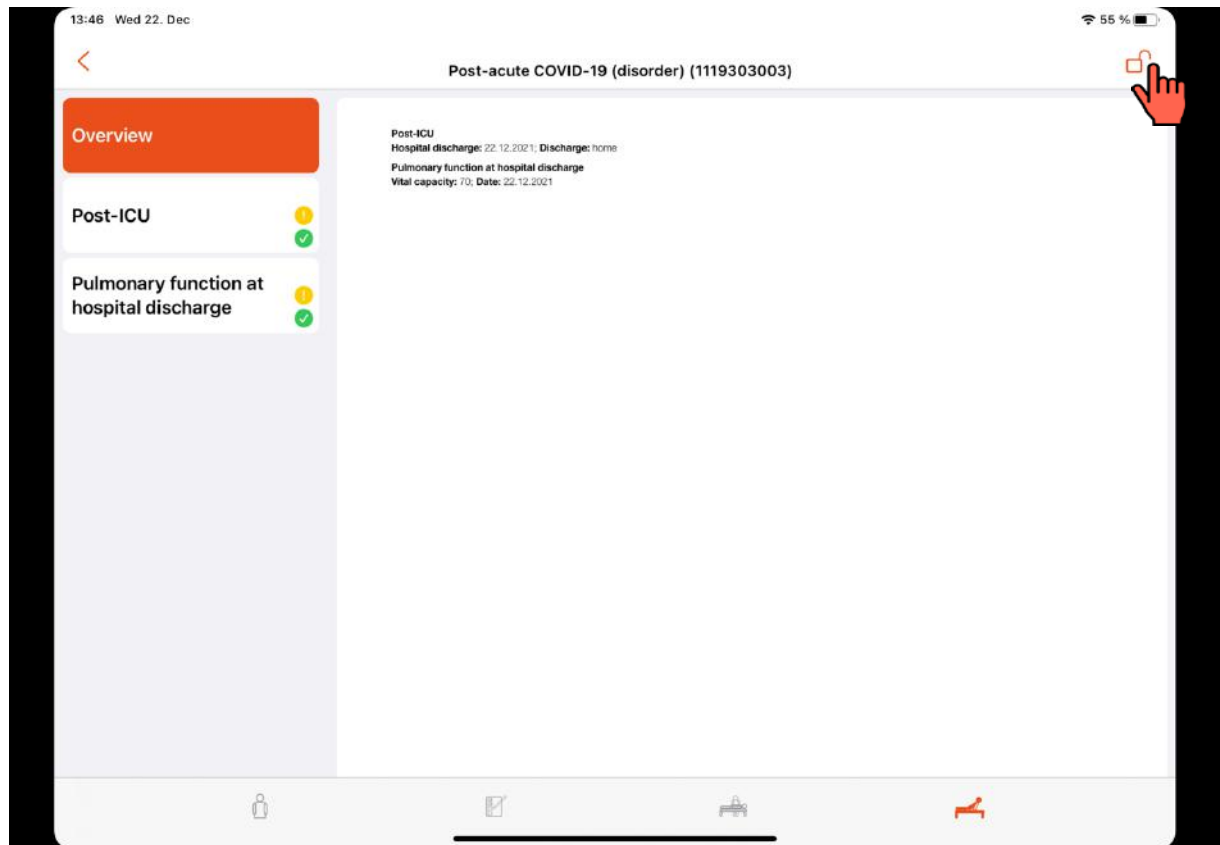 13:46 Wed 22. Dec
55 %
Post-acute COVID-19 (disorder) (1119303003)
Overview
Post-ICU
Pulmonary function at
hospital discharge
Post-ICU
Hospital discharge: 22.12.2021; Discharge: home
Pulmonary function at hospital discharge
Vital capacity: 70; Date: 22.12.2021